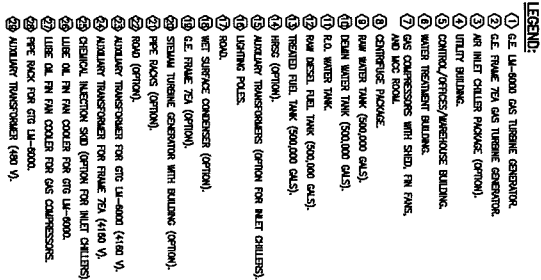 LEGEND:
1 G.E. LM-6000 GAS TURBINE GENERATOR.
2 G.E. FRAME 7EA GAS TURBINE GENERATOR.
3 AIR INLET CHILLER PACKAGE (OPTION).
4 UTILITY BUILDING.
5 CONTROL/OFFICES/WAREHOUSE BUILDING.
6 WATER TREATMENT BUILDING.
7 GAS COMPRESSORS WITH SHED, FIN FANS,
AND MCC ROOM.
8 CENTRIFUGE PACKAGE.
9 RAW WATER TANK (500,000 GALS).
10 DEMIN WATER TANK (500,000 GALS).
11 R.O. WATER TANK.
12 RAW DIESEL FUEL TANK (500,000 GALS).
13 TREATED FUEL TANK (500,000 GALS).
14 HRSG (OPTION).
15 AUXILIARY TRANSFORMERS (OPTION FOR INLET CHILLERS).
16 LIGHTING POLES.
17 ROAD.
18 WET SURFACE CONDENSER (OPTION).
19 G.E. FRAME 7EA (OPTION).
20 STEMAM TURBINE GENERATOR WITH BUILDING (OPTION).
21 PIPE RACKS (OPTION).
22 ROAD (OPTION).
23 AUXILIARY TRANSFORMER FOR GTG LM-6000 (4160 V).
24 AUXILIARY TRANSFORMER FOR FRAME 7EA (4160 V).
25 CHEMICAL INJECTION SKID (OPTION FOR INLET CHILLERS)
26 LUBE OIL FIN FAN COOLER FOR GTG LM-6000.
27 LUBE OIL FIN FAN COOLER FOR GAS COMPRESSORS.
28 PIPE RACK FOR GTG LM-6000.
29 AUXILIARY TRANSFORMER (480 V).